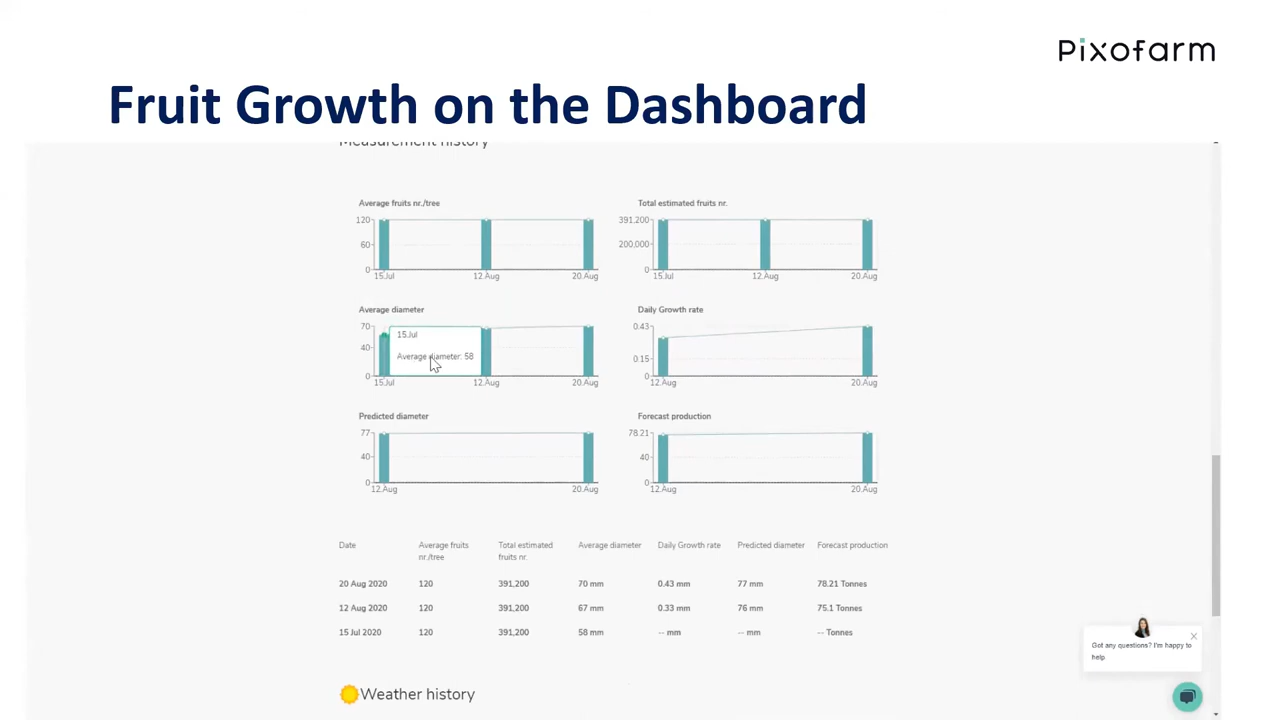 Pixofarm
Fruit Growth on the Dashboard
Measurement history
Average fruits nr./tree
120
60
0
15.Jul 12.Aug 20.Aug
Total estimated fruits nr.
391,200
200,000
0
15.Jul 12.Aug 20.Aug
Average diameter
70
40
0
15.Jul
Average diameter: 58
15.Jul 12.Aug 20.Aug
Daily Growth rate
0.43
0.15
0
12.Aug 20.Aug
Predicted diameter
77
40
0
12.Aug 20.Aug
Forecast production
78.21
40
0
12.Aug 20.Aug
Date Average fruits Total estimated Average diameter Daily Growth rate Predicted diameter Forecast production
nr./tree fruits nr.
20 Aug 2020 120 391,200 70 mm 0.43 mm 77 mm 78.21 Tonnes
12 Aug 2020 120 391,200 67 mm 0.33 mm 76 mm 75.1 Tonnes
15 Jul 2020 120 391,200 58 mm -- mm -- mm -- Tonnes
Got any questions? I'm happy to
help
Weather history